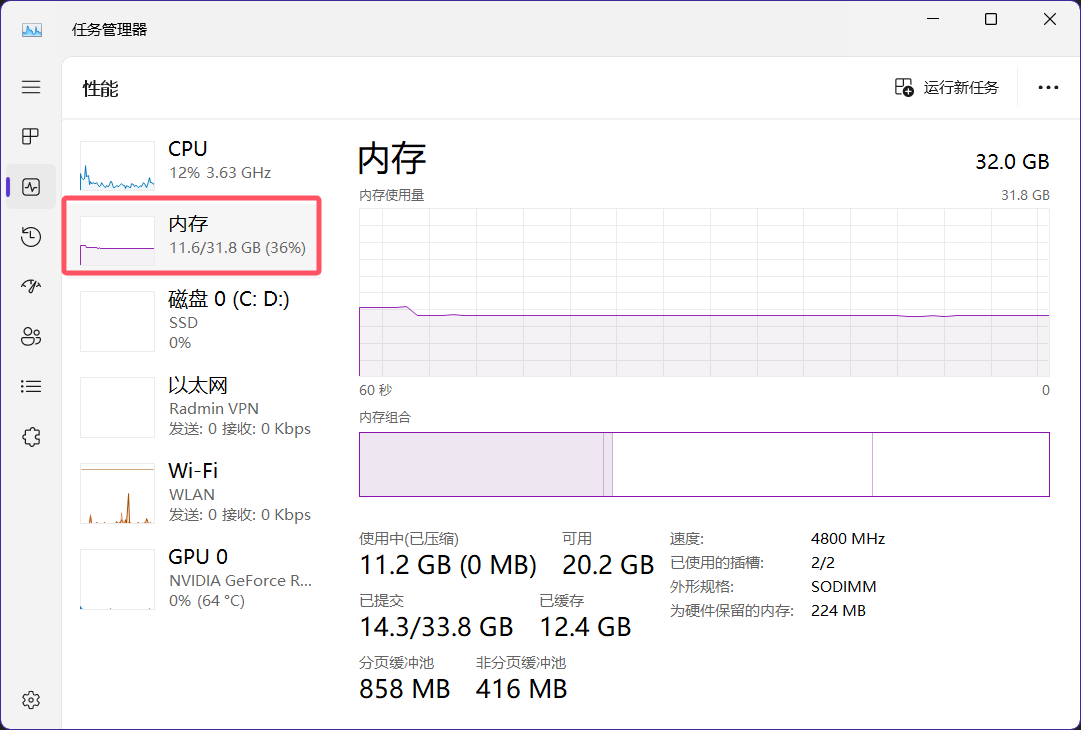 任务管理器
性能
运行新任务
CPU
12% 3.63 GHz
内存
11.6/31.8 GB (36%)
磁盘 0 (C: D:)
SSD
0%
以太网
Radmin VPN
发送: 0 接收: 0 Kbps
Wi-Fi
WLAN
发送: 0 接收: 0 Kbps
GPU 0
NVIDIA GeForce R...
0% (64 °C)
内存
32.0 GB
内存使用量
31.8 GB
60 秒
0
内存组合
使用中(已压缩)
11.2 GB (0 MB)
可用
20.2 GB
已提交
14.3/33.8 GB
已缓存
12.4 GB
分页缓冲池
858 MB
非分页缓冲池
416 MB
速度: 4800 MHz
已使用的插槽: 2/2
外形规格: SODIMM
为硬件保留的内存: 224 MB